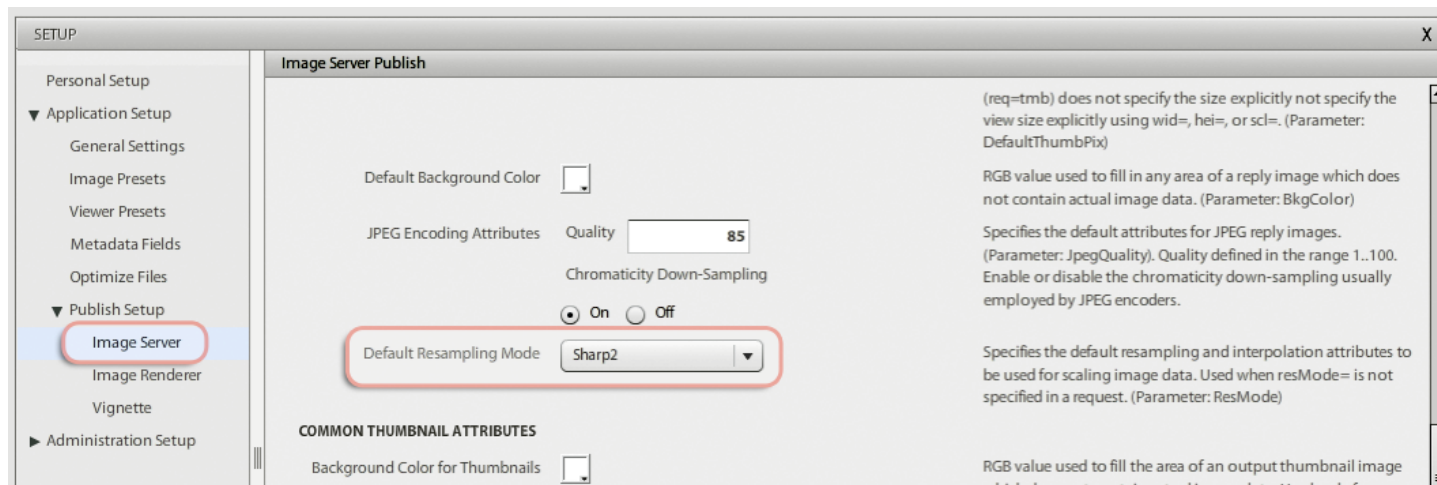 SETUP
X
Personal Setup
Application Setup
General Settings
Image Presets
Viewer Presets
Metadata Fields
Optimize Files
Publish Setup
Image Server
Image Renderer
Vignette
Administration Setup
Image Server Publish
(req=tmb) does not specify the size explicitly not specify the
view size explicitly using wid=, hei=, or scl=. (Parameter:
DefaultThumbPix)
Default Background Color
RGB value used to fill in any area of a reply image which does
not contain actual image data. (Parameter: BkgColor)
JPEG Encoding Attributes
Quality
85
Chromaticity Down-Sampling
On
Off
Specifies the default attributes for JPEG reply images.
(Parameter: JpegQuality). Quality defined in the range 1..100.
Enable or disable the chromaticity down-sampling usually
employed by JPEG encoders.
Default Resampling Mode
Sharp2
Specifies the default resampling and interpolation attributes to
be used for scaling image data. Used when resMode= is not
specified in a request. (Parameter: ResMode)
COMMON THUMBNAIL ATTRIBUTES
Background Color for Thumbnails
RGB value used to fill the area of an output thumbnail image